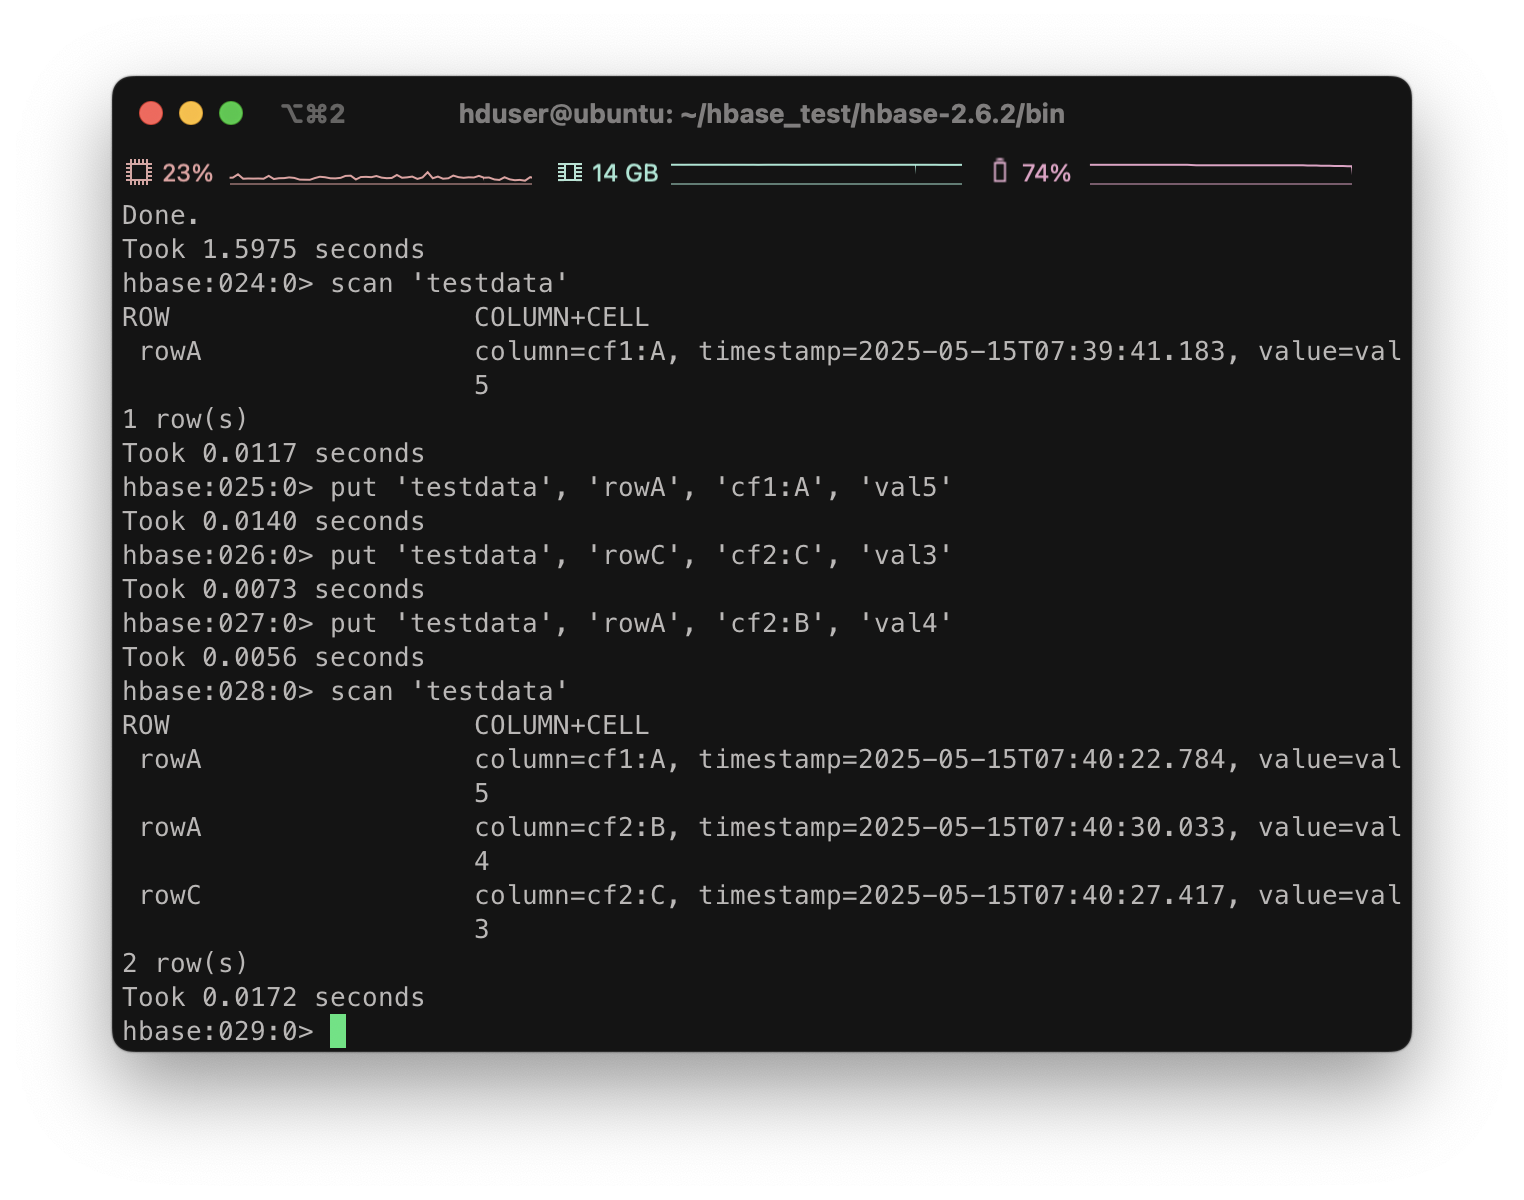 ⌥⌘2 hduser@ubuntu: ~/hbase_test/hbase-2.6.2/bin
23% 14 GB 74%
Done.
Took 1.5975 seconds
hbase:024:0> scan 'testdata'
ROW                   COLUMN+CELL
 rowA                 column=cf1:A, timestamp=2025-05-15T07:39:41.183, value=val
                      5
1 row(s)
Took 0.0117 seconds
hbase:025:0> put 'testdata', 'rowA', 'cf1:A', 'val5'
Took 0.0140 seconds
hbase:026:0> put 'testdata', 'rowC', 'cf2:C', 'val3'
Took 0.0073 seconds
hbase:027:0> put 'testdata', 'rowA', 'cf2:B', 'val4'
Took 0.0056 seconds
hbase:028:0> scan 'testdata'
ROW                   COLUMN+CELL
 rowA                 column=cf1:A, timestamp=2025-05-15T07:40:22.784, value=val
                      5
 rowA                 column=cf2:B, timestamp=2025-05-15T07:40:30.033, value=val
                      4
 rowC                 column=cf2:C, timestamp=2025-05-15T07:40:27.417, value=val
                      3
2 row(s)
Took 0.0172 seconds
hbase:029:0>